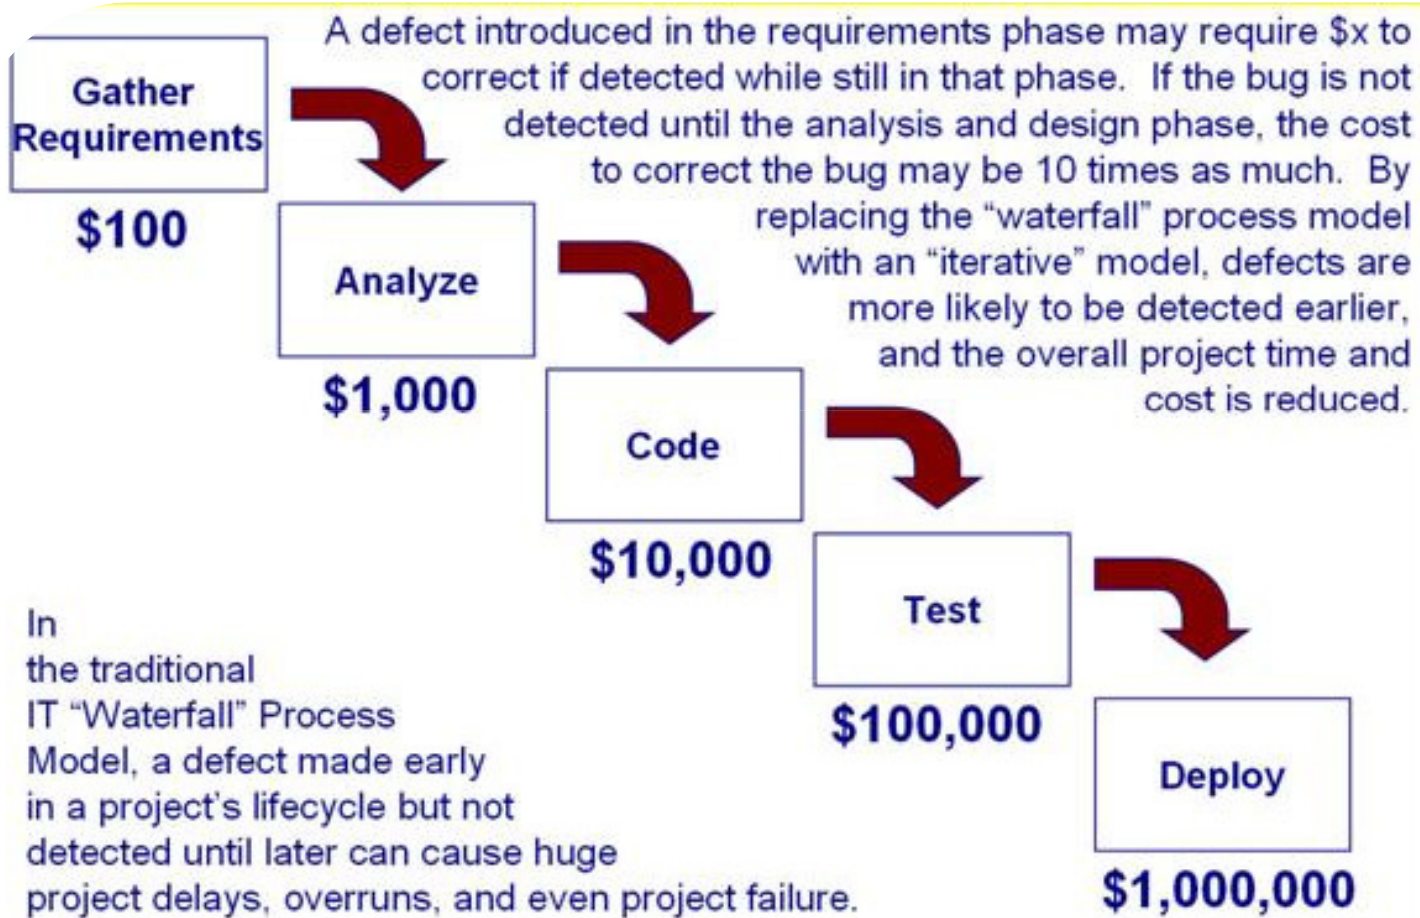 A defect introduced in the requirements phase may require $x to
correct if detected while still in that phase.  If the bug is not
detected until the analysis and design phase, the cost
to correct the bug may be 10 times as much.  By
replacing the “waterfall” process model
with an “iterative” model, defects are
more likely to be detected earlier,
and the overall project time and
cost is reduced.
Gather
Requirements
$100
Analyze
$1,000
Code
$10,000
Test
$100,000
Deploy
$1,000,000
In
the traditional
IT “Waterfall” Process
Model, a defect made early
in a project’s lifecycle but not
detected until later can cause huge
project delays, overruns, and even project failure.